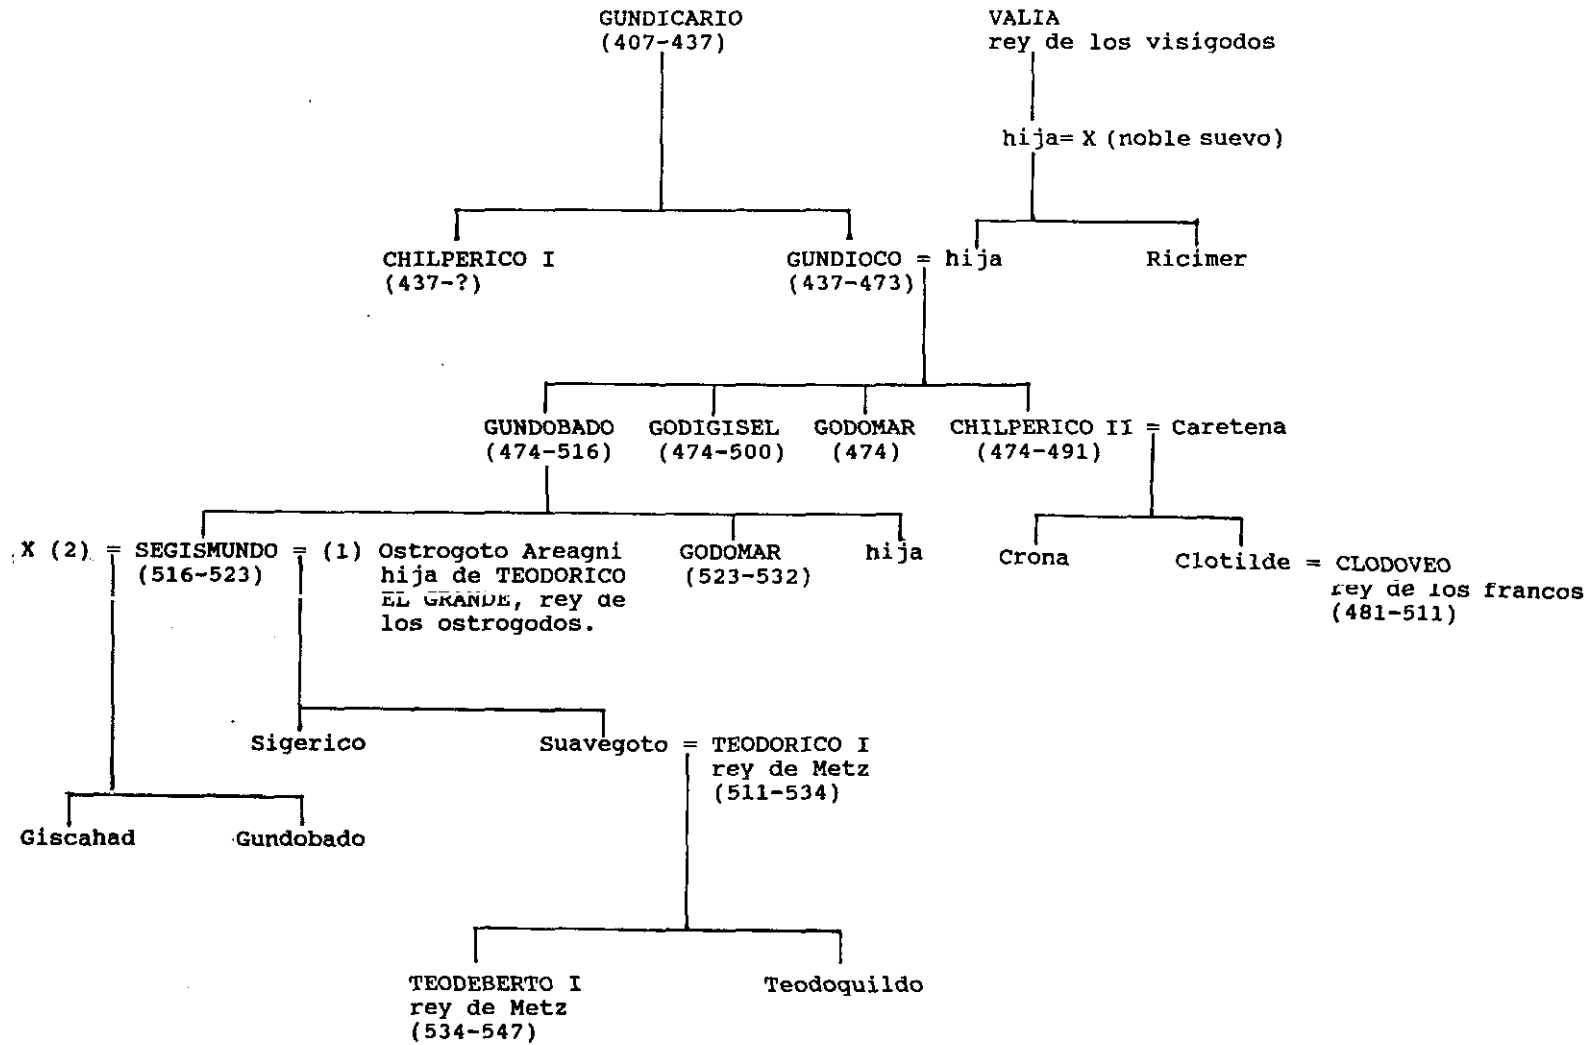 GUNDICARIO
(407-437)
VALIA
rey de los visigodos
hija= X (noble suevo)
CHILPERICO I
(437-?)
GUNDIOCO = hija
(437-473)
Ricimer
GUNDOBADO
(474-516)
GODIGISEL
(474-500)
GODOMAR
(474)
CHILPERICO II = Caretena
(474-491)
X (2) = SEGISMUNDO = (1) Ostrogoto Areagni
(516-523)
hija de TEODORICO
EL GRANDE, rey de
los ostrogodos.
GODOMAR
(523-532)
hija
Crona
Clotilde = CLODOVEO
rey de los francos
(481-511)
Sigerico
Suavegoto = TEODORICO I
rey de Metz
(511-534)
Giscahad
Gundobado
TEODEBERTO I
rey de Metz
(534-547)
Teodoquildo